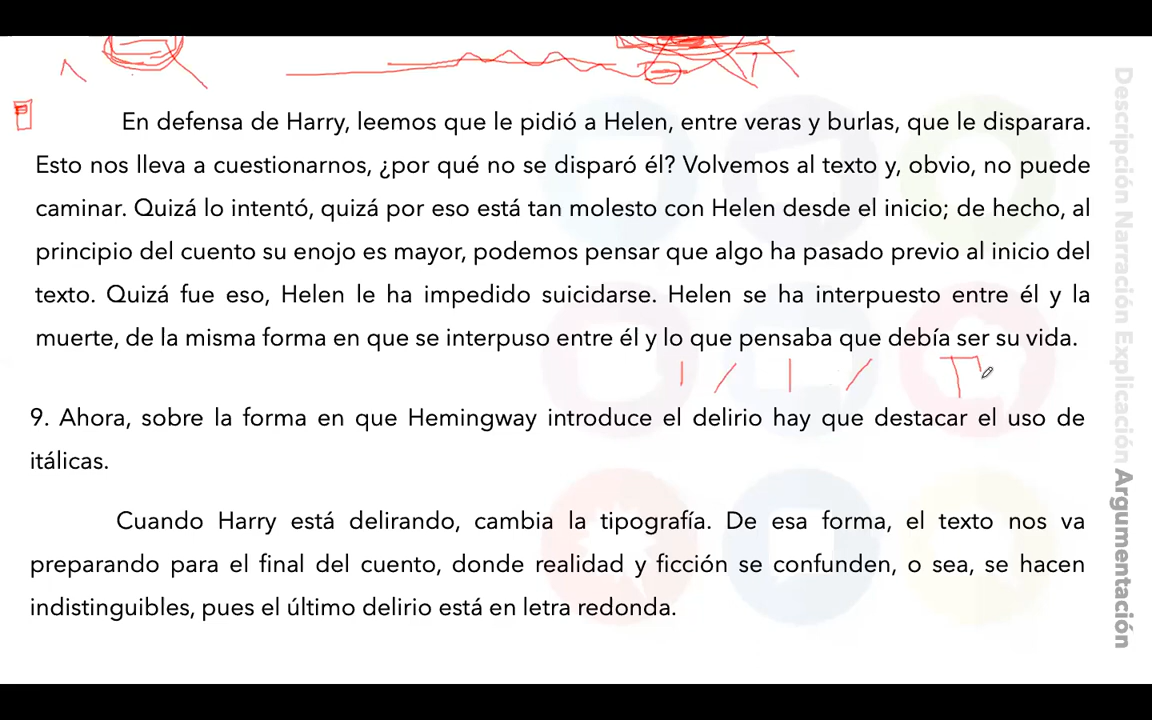 En defensa de Harry, leemos que le pidió a Helen, entre veras y burlas, que le disparara.
Esto nos lleva a cuestionarnos, ¿por qué no se disparó él? Volvemos al texto y, obvio, no puede
caminar. Quizá lo intentó, quizá por eso está tan molesto con Helen desde el inicio; de hecho, al
principio del cuento su enojo es mayor, podemos pensar que algo ha pasado previo al inicio del
texto. Quizá fue eso, Helen le ha impedido suicidarse. Helen se ha interpuesto entre él y la
muerte, de la misma forma en que se interpuso entre él y lo que pensaba que debía ser su vida.
9. Ahora, sobre la forma en que Hemingway introduce el delirio hay que destacar el uso de
itálicas.
Cuando Harry está delirando, cambia la tipografía. De esa forma, el texto nos va
preparando para el final del cuento, donde realidad y ficción se confunden, o sea, se hacen
indistinguibles, pues el último delirio está en letra redonda.
Descripción Narración Explicación Argumentación